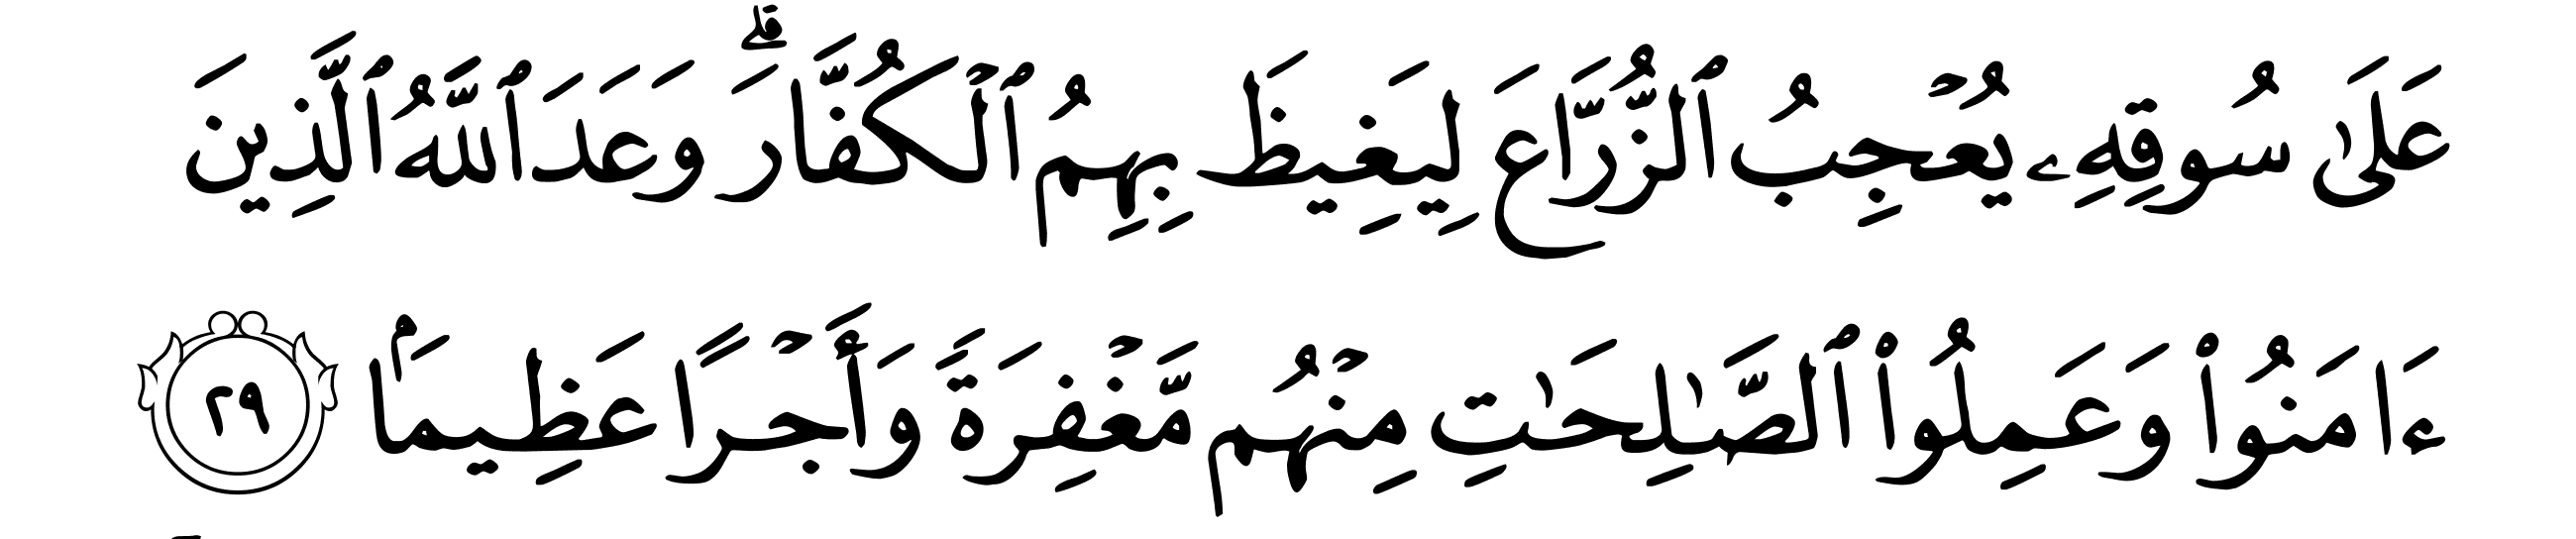 عَلَىٰ سُوقِهِۦ يُعۡجِبُ ٱلزُّرَّاعَ لِيَغِيظَ بِهِمُ ٱلۡكُفَّارَۗ وَعَدَ ٱللَّهُ ٱلَّذِينَ
ءَامَنُواْ وَعَمِلُواْ ٱلصَّٰلِحَٰتِ مِنۡهُم مَّغۡفِرَةٗ وَأَجۡرًا عَظِيمَۢا ٢٩